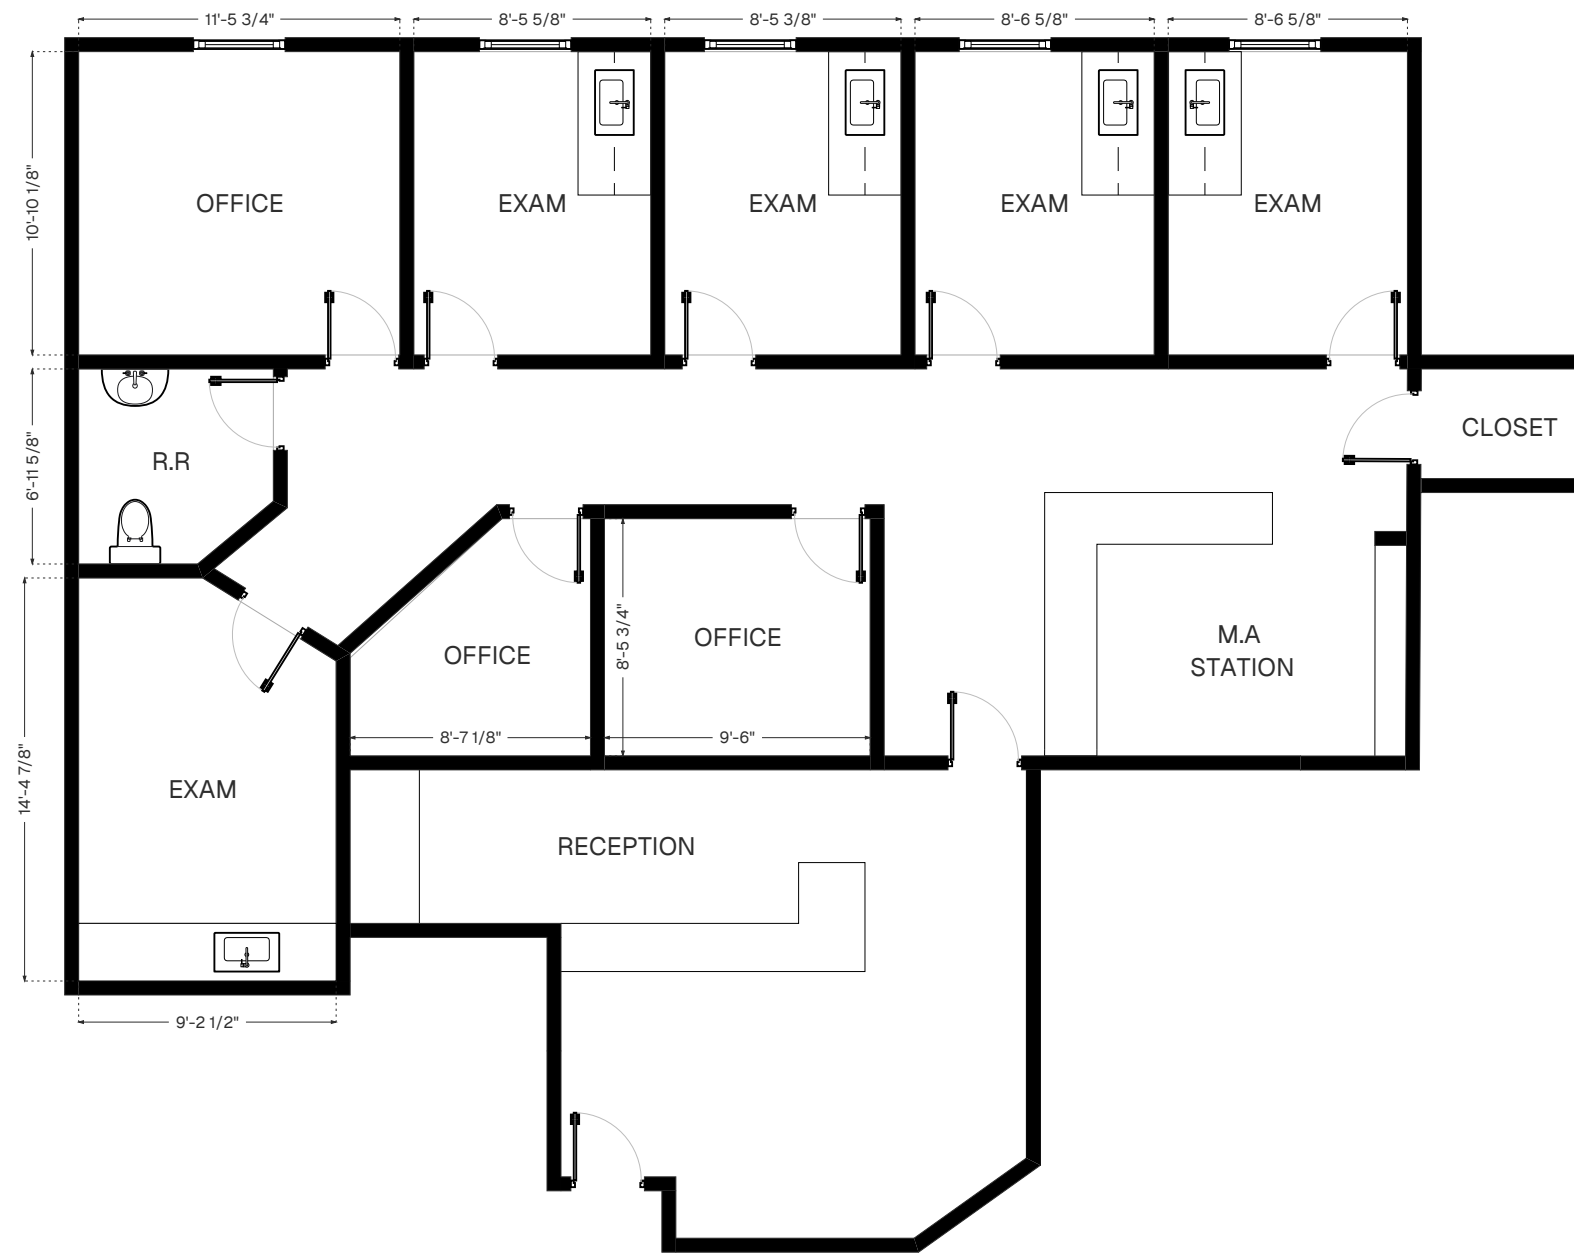 11'-5 3/4"
8'-5 5/8"
8'-5 3/8"
8'-6 5/8"
8'-6 5/8"
10'-10 1/8"
OFFICE
EXAM
EXAM
EXAM
EXAM
6'-11 5/8"
R.R
CLOSET
OFFICE
8'-5 3/4"
OFFICE
M.A
STATION
8'-7 1/8"
9'-6"
14'-4 7/8"
EXAM
RECEPTION
9'-2 1/2"